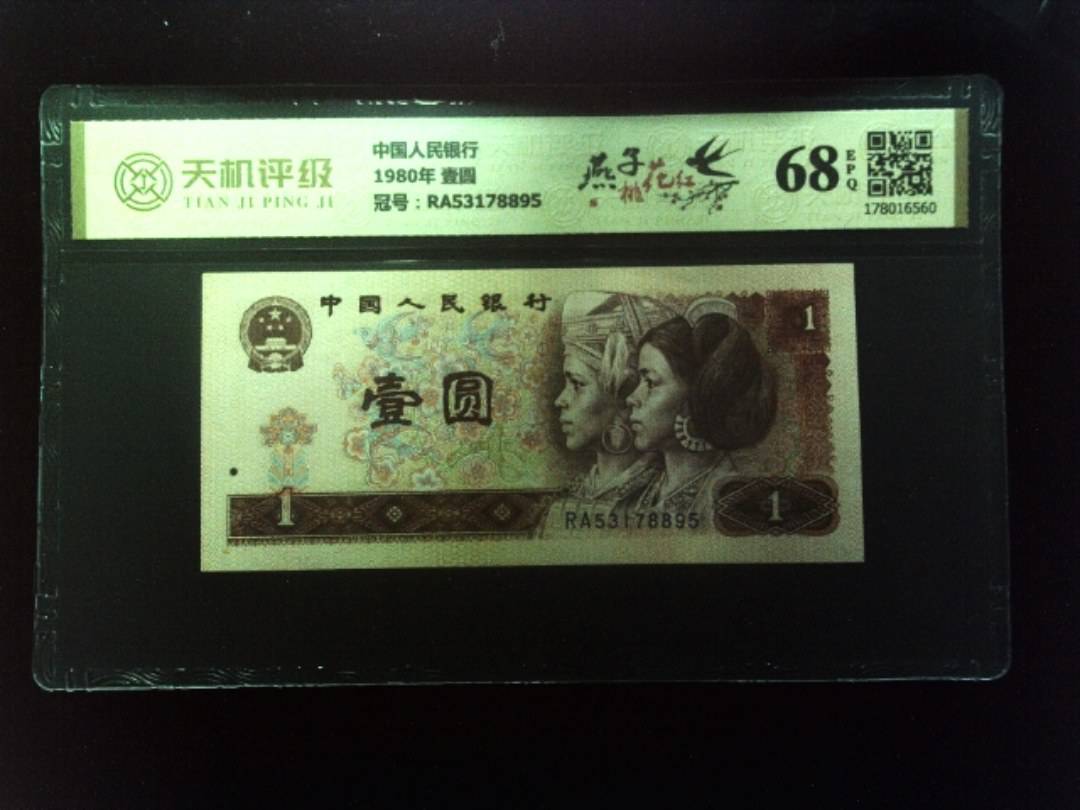 天机评级
TIAN JI PING JI
中国人民银行
1980年 壹圆
冠号：RA53178895
燕子
桃花红
68
EPQ
178016560
中国人民银行
1
壹圆
1
RA53178895
1